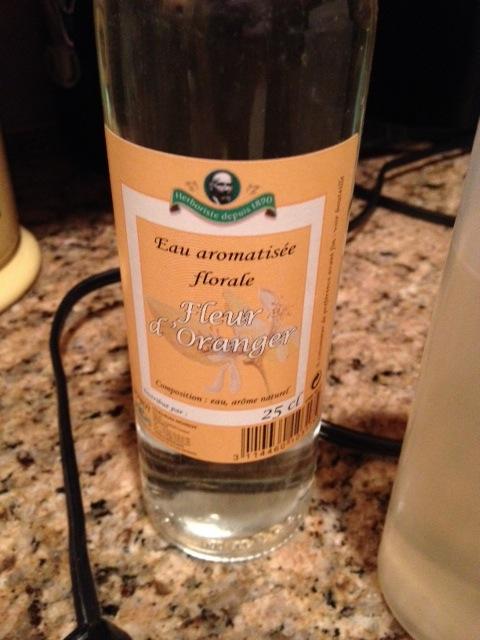 Herboriste depuis 1890
Eau aromatisée
florale
Fleur
d'Oranger
Composition : eau, arôme naturel
25 cl